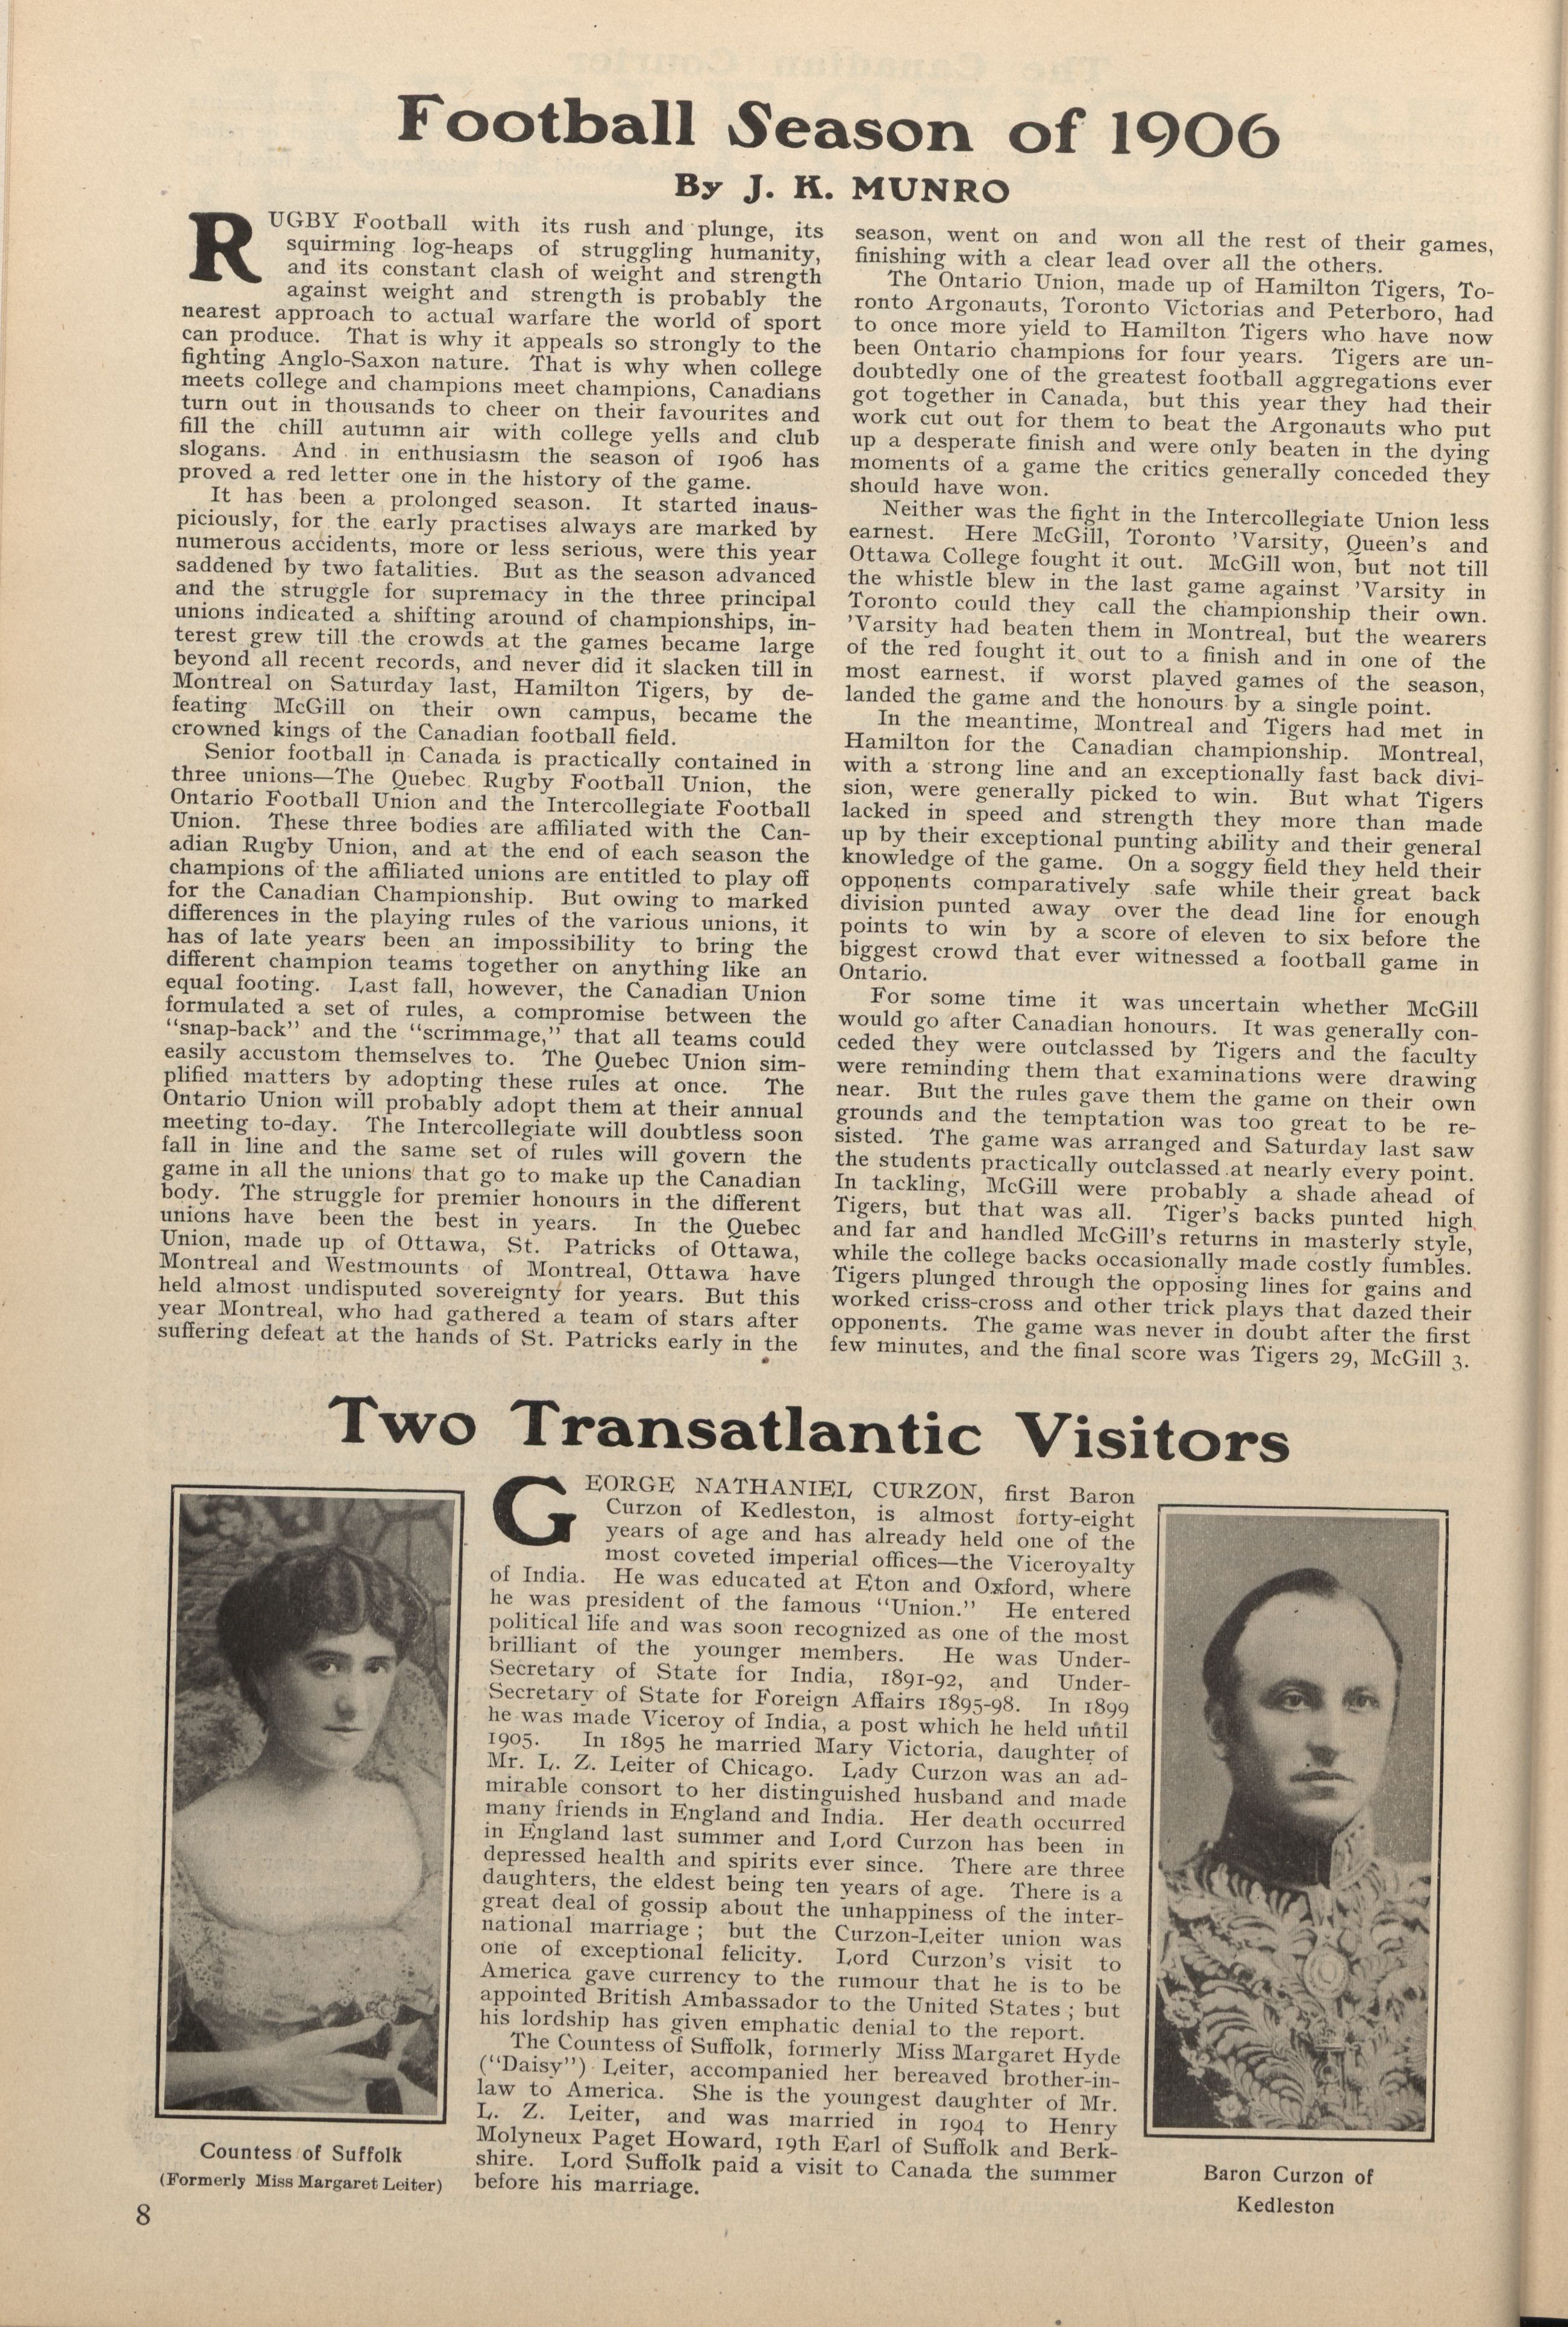 Football Season of 1906
By J. K. MUNRO
RUGBY Football with its rush and plunge, its
squirming log-heaps of struggling humanity,
and its constant clash of weight and strength
against weight and strength is probably the
nearest approach to actual warfare the world of sport
can produce. That is why it appeals so strongly to the
fighting Anglo-Saxon nature. That is why when college
meets college and champions meet champions, Canadians
turn out in thousands to cheer on their favourites and
fill the chill autumn air with college yells and club
slogans. And in enthusiasm the season of 1906 has
proved a red letter one in the history of the game.
It has been a prolonged season. It started inaus-
piciously, for the early practises always are marked by
numerous accidents, more or less serious, were this year
saddened by two fatalities. But as the season advanced
and the struggle for supremacy in the three principal
unions indicated a shifting around of championships, in-
terest grew till the crowds at the games became large
beyond all recent records, and never did it slacken till in
Montreal on Saturday last, Hamilton Tigers, by de-
feating McGill on their own campus, became the
crowned kings of the Canadian football field.
Senior football in Canada is practically contained in
three unions—The Quebec Rugby Football Union, the
Ontario Football Union and the Intercollegiate Football
Union. These three bodies are affiliated with the Can-
adian Rugby Union, and at the end of each season the
champions of the affiliated unions are entitled to play off
for the Canadian Championship. But owing to marked
differences in the playing rules of the various unions, it
has of late years been an impossibility to bring the
different champion teams together on anything like an
equal footing. Last fall, however, the Canadian Union
formulated a set of rules, a compromise between the
"snap-back" and the "scrimmage," that all teams could
easily accustom themselves to. The Quebec Union sim-
plified matters by adopting these rules at once. The
Ontario Union will probably adopt them at their annual
meeting to-day. The Intercollegiate will doubtless soon
fall in line and the same set of rules will govern the
game in all the unions that go to make up the Canadian
body. The struggle for premier honours in the different
unions have been the best in years. In the Quebec
Union, made up of Ottawa, St. Patricks of Ottawa,
Montreal and Westmounts of Montreal, Ottawa have
held almost undisputed sovereignty for years. But this
year Montreal, who had gathered a team of stars after
suffering defeat at the hands of St. Patricks early in the
season, went on and won all the rest of their games,
finishing with a clear lead over all the others.
The Ontario Union, made up of Hamilton Tigers, To-
ronto Argonauts, Toronto Victorias and Peterboro, had
to once more yield to Hamilton Tigers who have now
been Ontario champions for four years. Tigers are un-
doubtedly one of the greatest football aggregations ever
got together in Canada, but this year they had their
work cut out for them to beat the Argonauts who put
up a desperate finish and were only beaten in the dying
moments of a game the critics generally conceded they
should have won.
Neither was the fight in the Intercollegiate Union less
earnest. Here McGill, Toronto 'Varsity, Queen's and
Ottawa College fought it out. McGill won, but not till
the whistle blew in the last game against 'Varsity in
Toronto could they call the championship their own.
'Varsity had beaten them in Montreal, but the wearers
of the red fought it out to a finish and in one of the
most earnest, if worst played games of the season,
landed the game and the honours by a single point.
In the meantime, Montreal and Tigers had met in
Hamilton for the Canadian championship. Montreal,
with a strong line and an exceptionally fast back divi-
sion, were generally picked to win. But what Tigers
lacked in speed and strength they more than made
up by their exceptional punting ability and their general
knowledge of the game. On a soggy field they held their
opponents comparatively safe while their great back
division punted away over the dead line for enough
points to win by a score of eleven to six before the
biggest crowd that ever witnessed a football game in
Ontario.
For some time it was uncertain whether McGill
would go after Canadian honours. It was generally con-
ceded they were outclassed by Tigers and the faculty
were reminding them that examinations were drawing
near. But the rules gave them the game on their own
grounds and the temptation was too great to be re-
sisted. The game was arranged and Saturday last saw
the students practically outclassed at nearly every point.
In tackling, McGill were probably a shade ahead of
Tigers, but that was all. Tiger's backs punted high
and far and handled McGill's returns in masterly style,
while the college backs occasionally made costly fumbles.
Tigers plunged through the opposing lines for gains and
worked criss-cross and other trick plays that dazed their
opponents. The game was never in doubt after the first
few minutes, and the final score was Tigers 29, McGill 3.
Two Transatlantic Visitors
GEORGE NATHANIEL CURZON, first Baron
Curzon of Kedleston, is almost forty-eight
years of age and has already held one of the
most coveted imperial offices—the Viceroyalty
of India. He was educated at Eton and Oxford, where
he was president of the famous "Union." He entered
political life and was soon recognized as one of the most
brilliant of the younger members. He was Under-
Secretary of State for India, 1891-92, and Under-
Secretary of State for Foreign Affairs 1895-98. In 1899
he was made Viceroy of India, a post which he held until
1905. In 1895 he married Mary Victoria, daughter of
Mr. L. Z. Leiter of Chicago. Lady Curzon was an ad-
mirable consort to her distinguished husband and made
many friends in England and India. Her death occurred
in England last summer and Lord Curzon has been in
depressed health and spirits ever since. There are three
daughters, the eldest being ten years of age. There is a
great deal of gossip about the unhappiness of the inter-
national marriage; but the Curzon-Leiter union was
one of exceptional felicity. Lord Curzon's visit to
America gave currency to the rumour that he is to be
appointed British Ambassador to the United States; but
his lordship has given emphatic denial to the report.
The Countess of Suffolk, formerly Miss Margaret Hyde
("Daisy") Leiter, accompanied her bereaved brother-in-
law to America. She is the youngest daughter of Mr.
L. Z. Leiter, and was married in 1904 to Henry
Molyneux Paget Howard, 19th Earl of Suffolk and Berk-
shire. Lord Suffolk paid a visit to Canada the summer
before his marriage.
Countess of Suffolk
(Formerly Miss Margaret Leiter)
Baron Curzon of
Kedleston
8